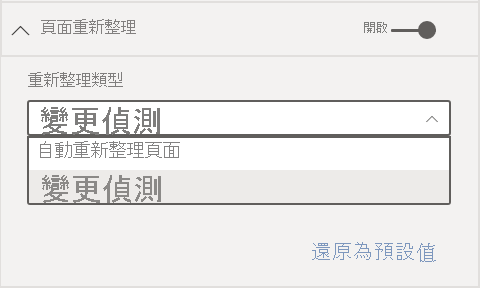 頁面重新整理
開啟
重新整理類型
變更偵測
自動重新整理頁面
變更偵測
還原為預設值